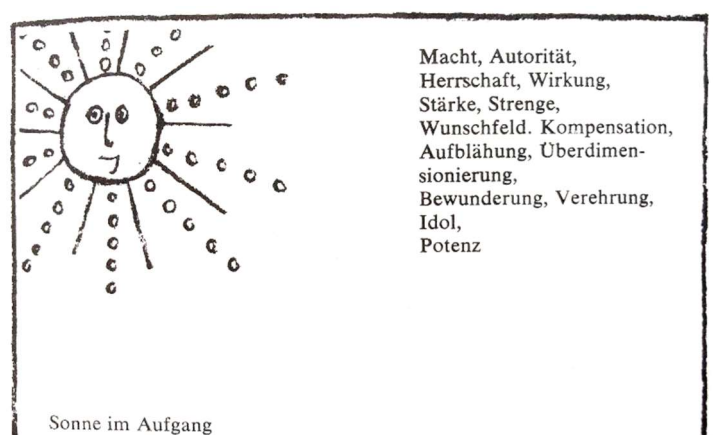 Macht, Autorität,
Herrschaft, Wirkung,
Stärke, Strenge,
Wunschfeld. Kompensation,
Aufblähung, Überdimen-
sionierung,
Bewunderung, Verehrung,
Idol,
Potenz
Sonne im Aufgang